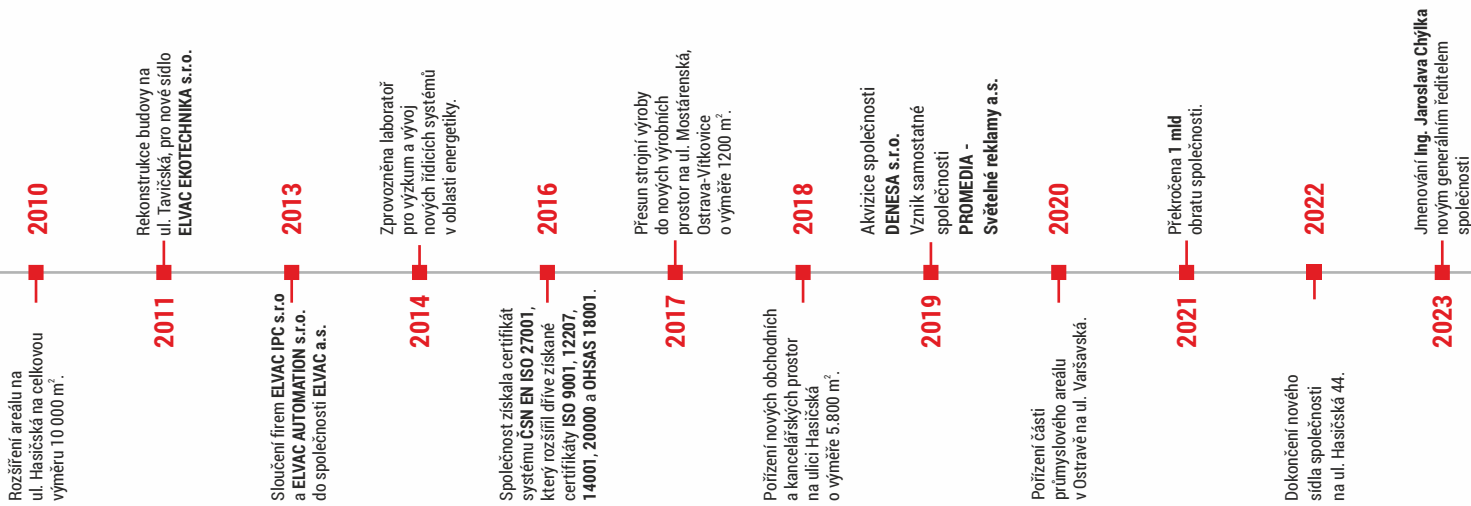 2010
Rozšíření areálu na
ul. Hasičská na celkovou
výměru 10 000 m².
2011
Rekonstrukce budovy na
ul. Tavičská, pro nové sídlo
ELVAC EKOTECHNIKA s.r.o.
2013
Sloučení firem ELVAC IPC s.r.o
a ELVAC AUTOMATION s.r.o.
do společnosti ELVAC a.s.
2014
Zprovozněna laboratoř
pro výzkum a vývoj
nových řídicích systémů
v oblasti energetiky.
2016
Společnost získala certifikát
systému ČSN EN ISO 27001,
který rozšířil dříve získané
certifikáty ISO 9001, 12207,
14001, 20000 a OHSAS 18001.
2017
Přesun strojní výroby
do nových výrobních
prostor na ul. Mostárenská,
Ostrava-Vítkovice
o výměře 1200 m².
2018
Pořízení nových obchodních
a kancelářských prostor
na ulici Hasičská
o výměře 5.800 m².
2019
Akvizice společnosti
DENESA s.r.o.
Vznik samostatné
společnosti
PROMEDIA -
Světelné reklamy a.s.
2020
Pořízení části
průmyslového areálu
v Ostravě na ul. Varšavská.
2021
Překročena 1 mld
obratu společnosti.
2022
Dokončení nového
sídla společnosti
na ul. Hasičská 44.
2023
Jmenování Ing. Jaroslava Chýlka
novým generálním ředitelem
společnosti